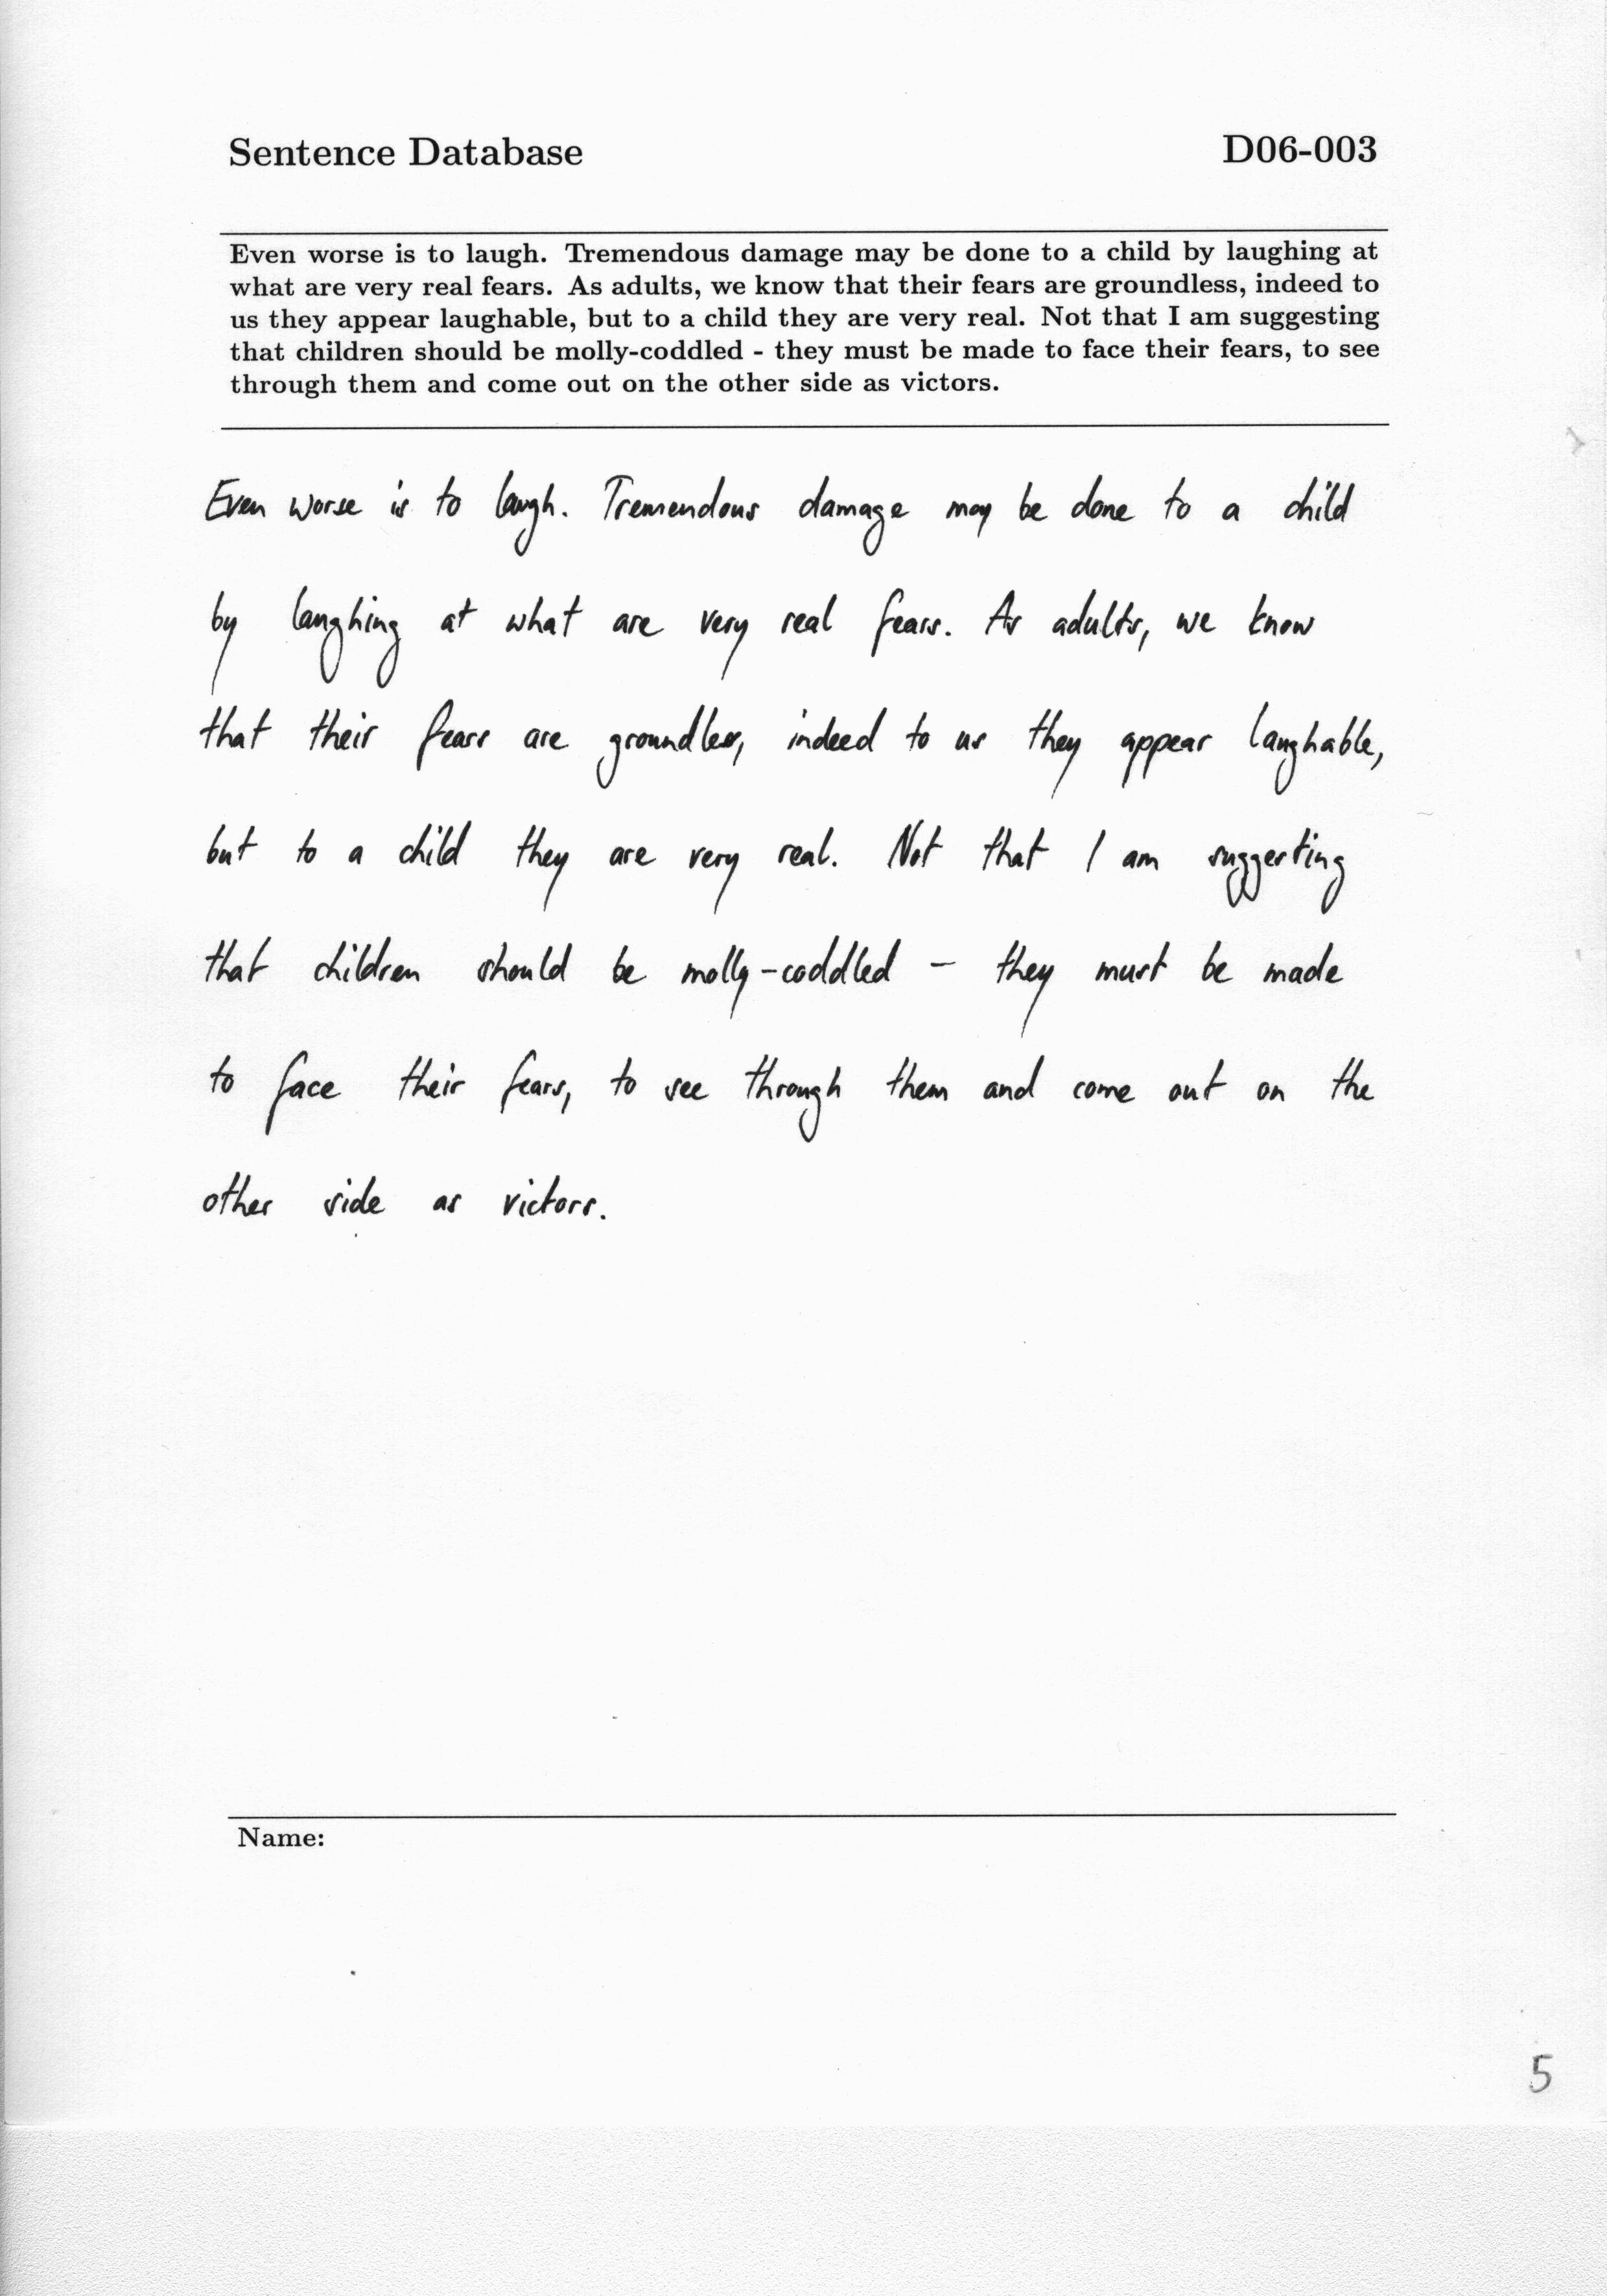 Sentence Database D06-003
Even worse is to laugh. Tremendous damage may be done to a child by laughing at
what are very real fears. As adults, we know that their fears are groundless, indeed to
us they appear laughable, but to a child they are very real. Not that I am suggesting
that children should be molly-coddled - they must be made to face their fears, to see
through them and come out on the other side as victors.
Even worse is to laugh. Tremendous damage may be done to a child
by laughing at what are very real fears. As adults, we know
that their fears are groundless, indeed to us they appear laughable,
but to a child they are very real. Not that I am suggesting
that children should be molly-coddled - they must be made
to face their fears, to see through them and come out on the
other side as victors.
Name:
5